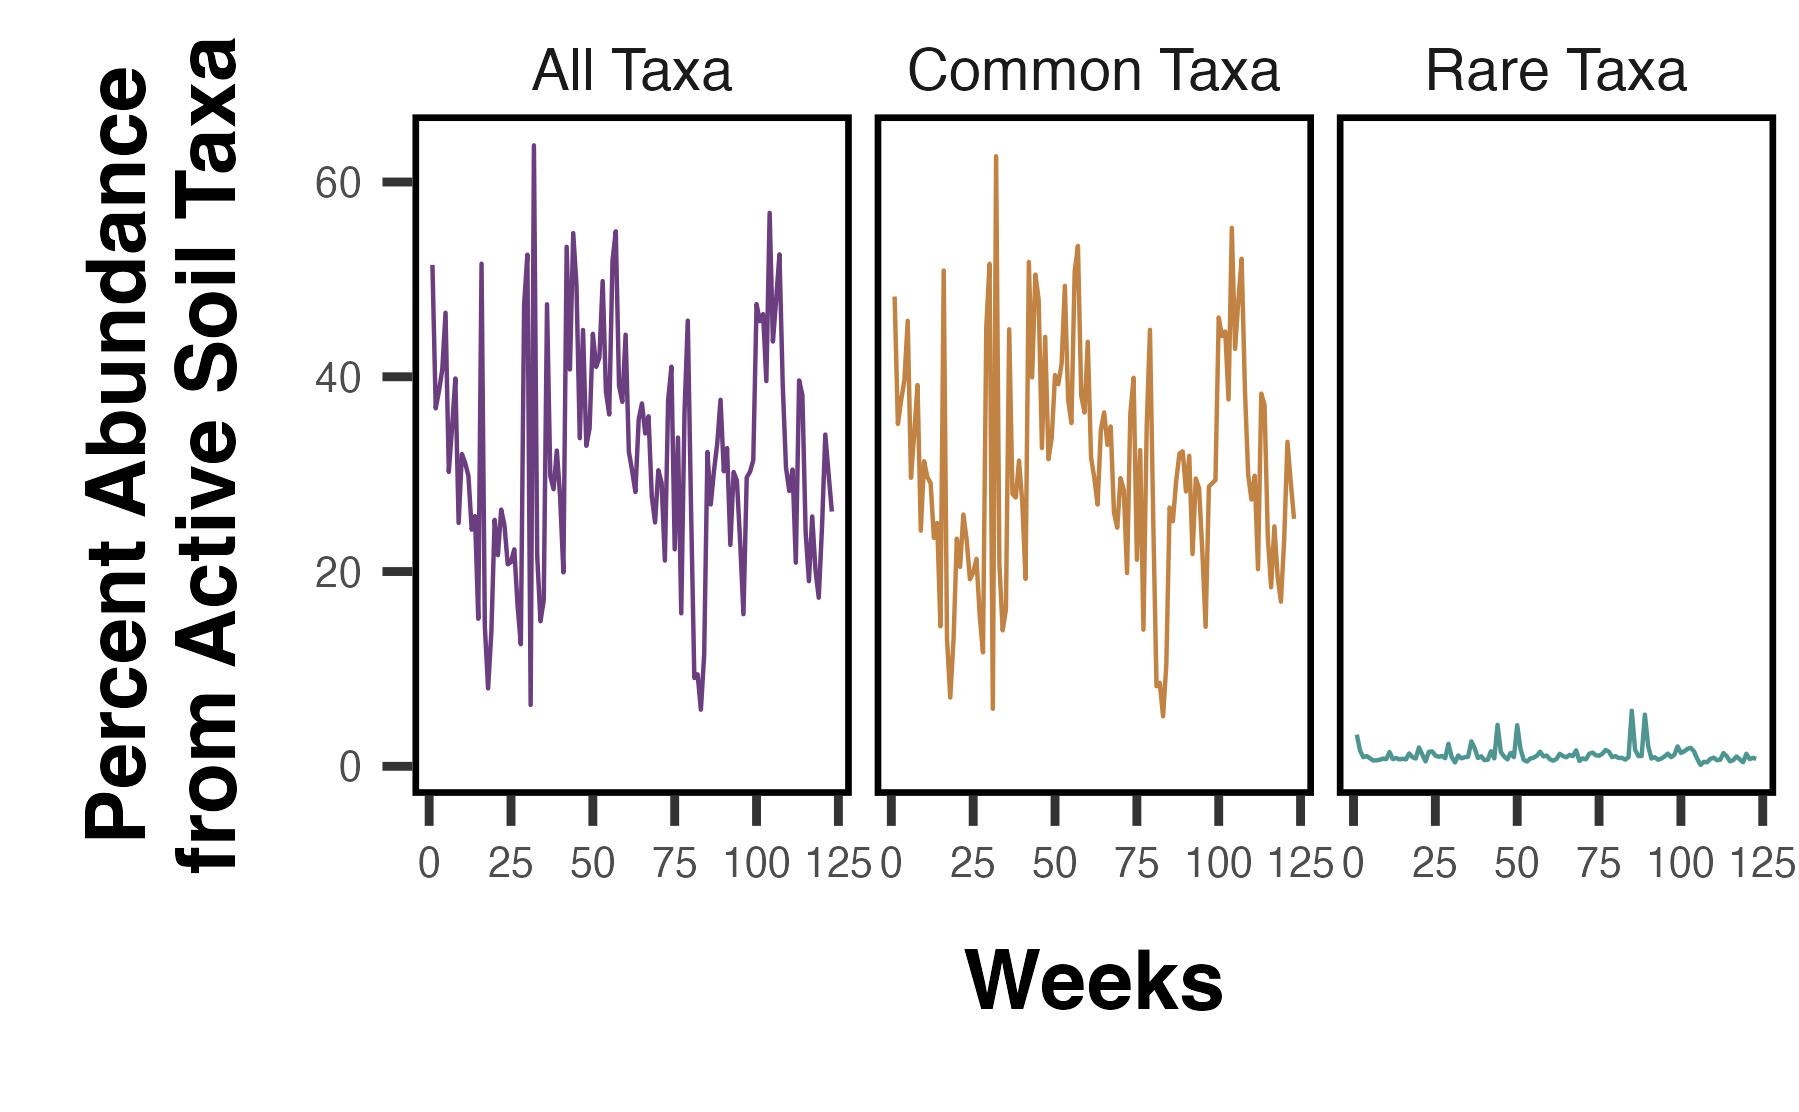 Percent Abundance
from Active Soil Taxa
All Taxa Common Taxa Rare Taxa
60
40
20
0
0 25 50 75 100 125 0 25 50 75 100 125 0 25 50 75 100 125
Weeks